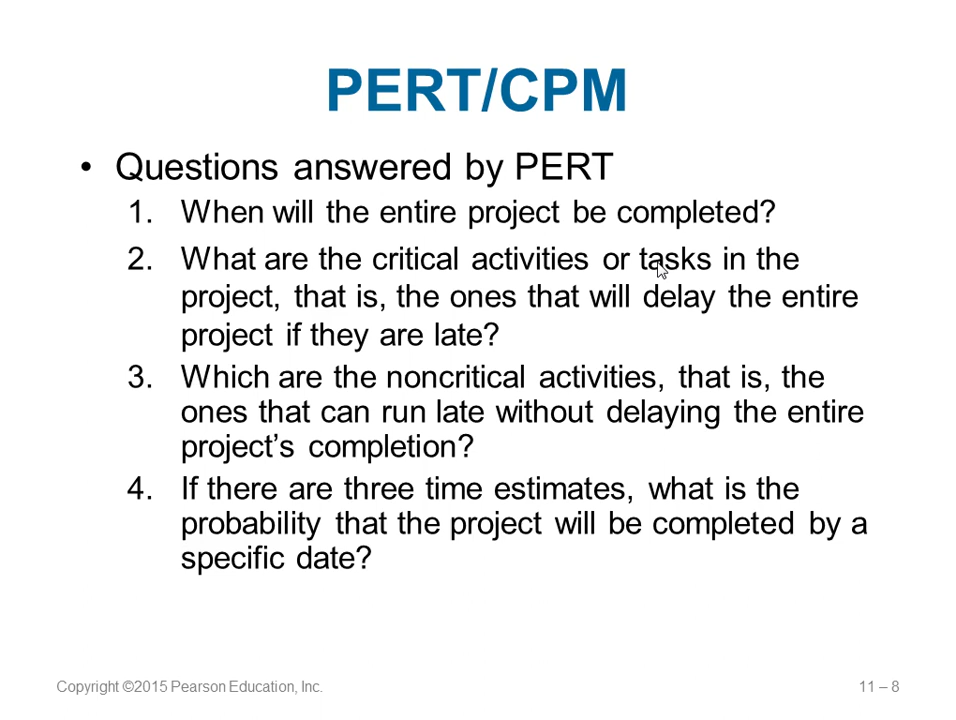 PERT/CPM
• Questions answered by PERT
1. When will the entire project be completed?
2. What are the critical activities or tasks in the
project, that is, the ones that will delay the entire
project if they are late?
3. Which are the noncritical activities, that is, the
ones that can run late without delaying the entire
project’s completion?
4. If there are three time estimates, what is the
probability that the project will be completed by a
specific date?
Copyright ©2015 Pearson Education, Inc.
11 – 8